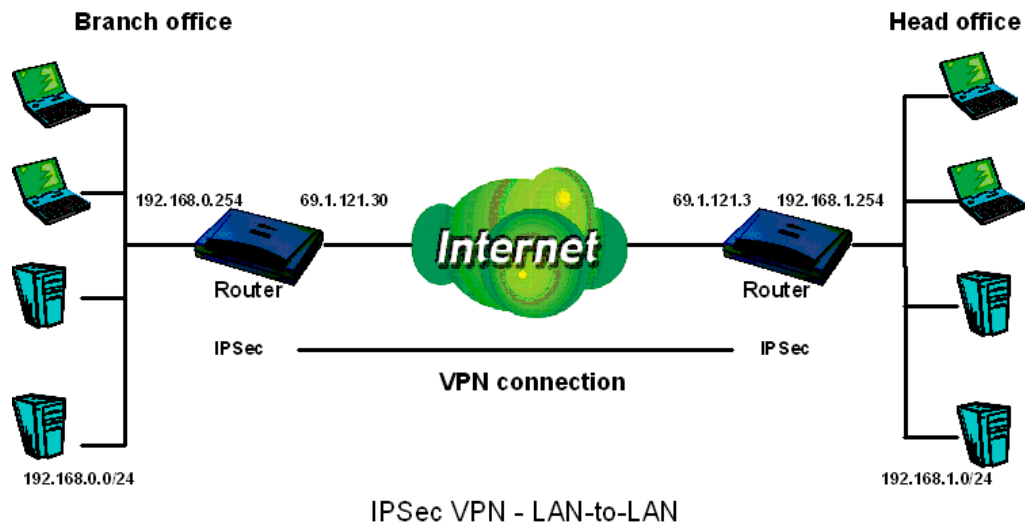 Branch office
Head office
192.168.0.254
69.1.121.30
69.1.121.3
192.168.1.254
Internet
Router
Router
IPSec
IPSec
VPN connection
192.168.0.0/24
192.168.1.0/24
IPSec VPN - LAN-to-LAN